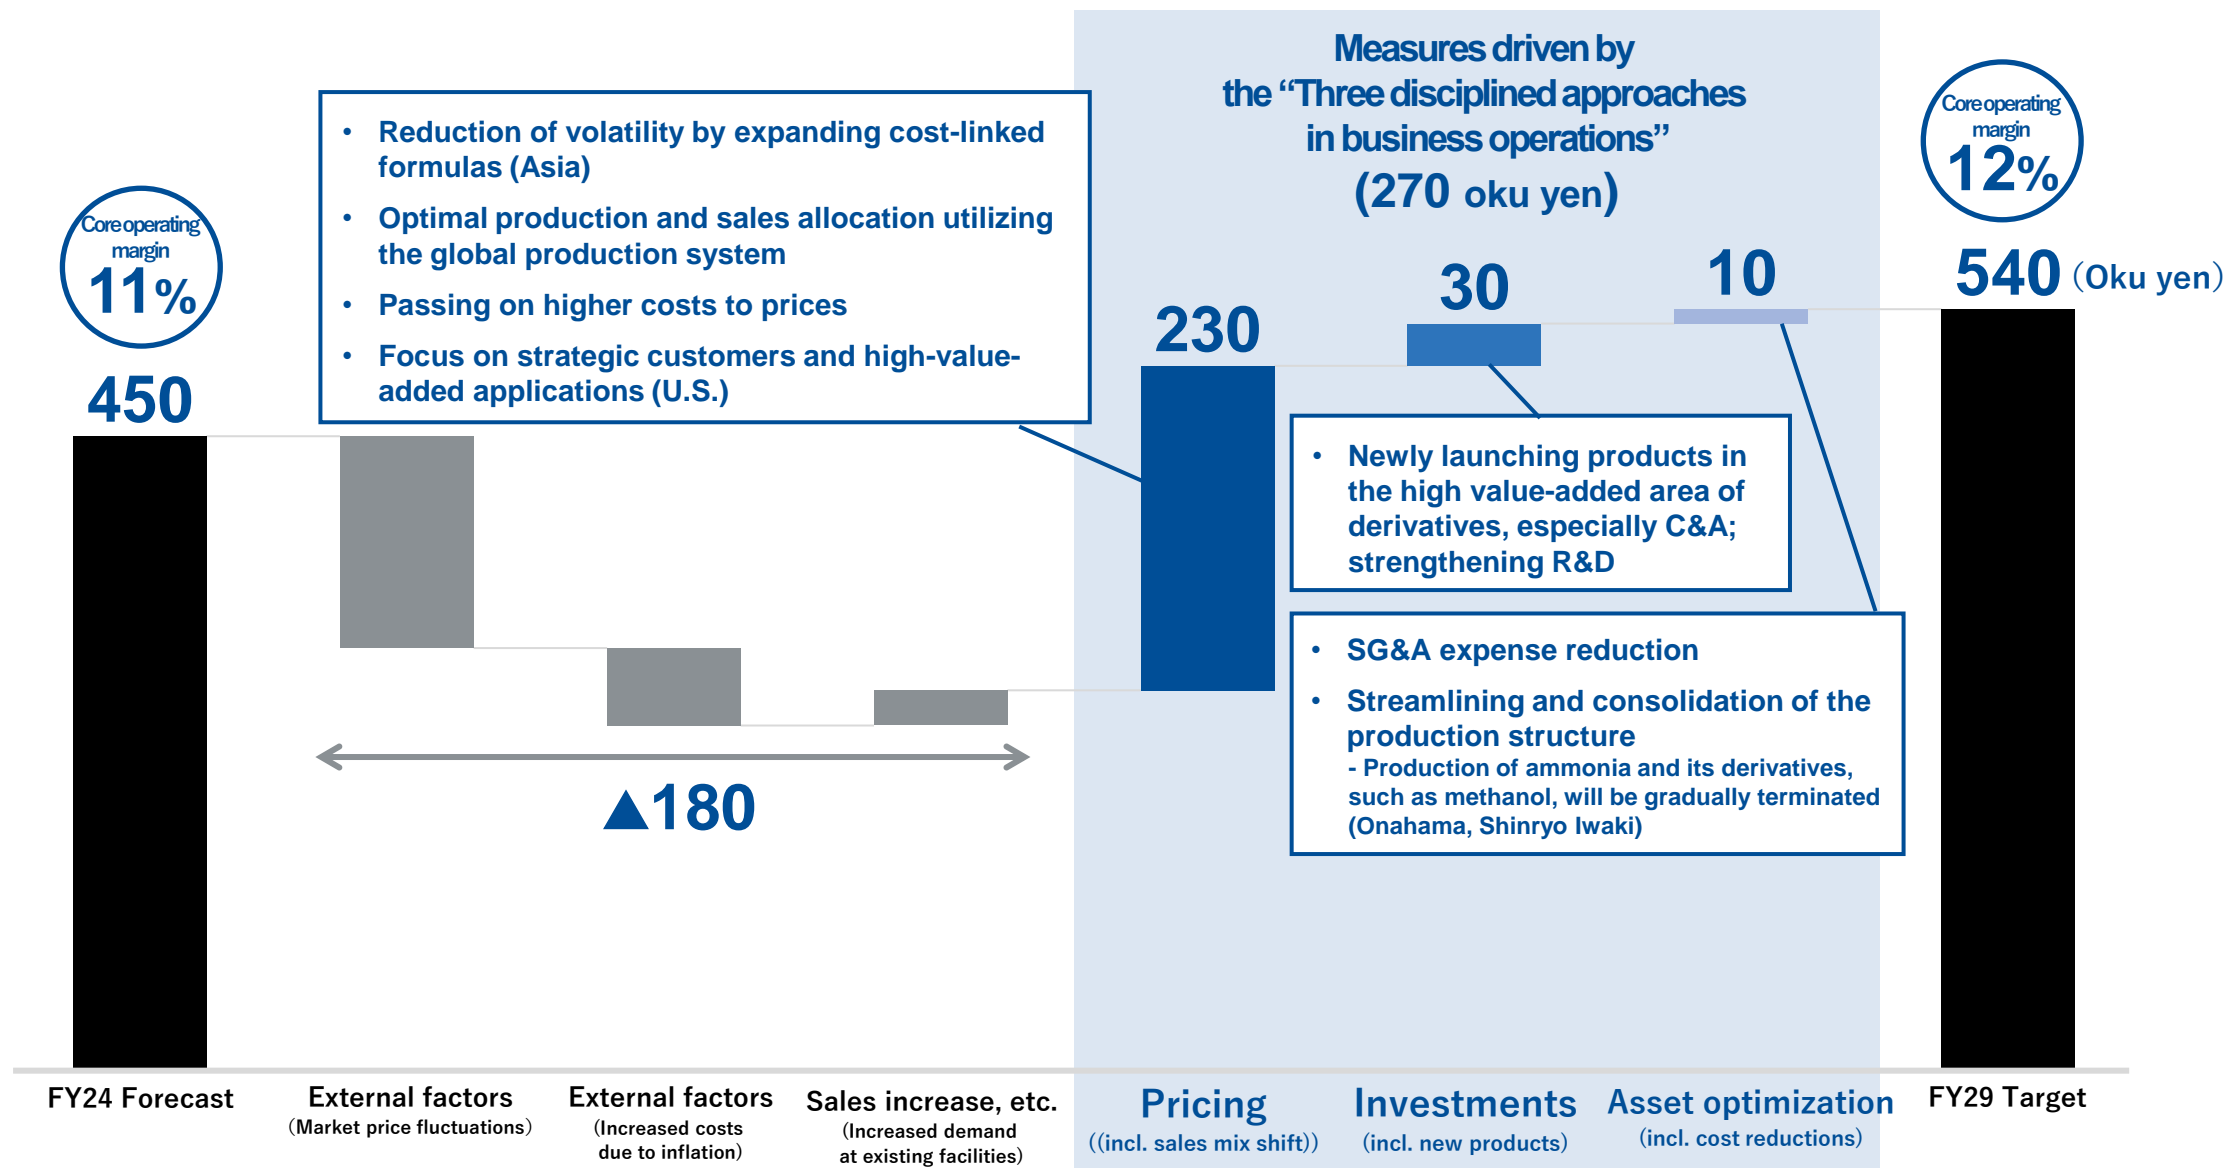 Measures driven by
the “Three disciplined approaches
in business operations”
(270 oku yen)
Core operating
margin
11%
450
• Reduction of volatility by expanding cost-linked
formulas (Asia)
• Optimal production and sales allocation utilizing
the global production system
• Passing on higher costs to prices
• Focus on strategic customers and high-value-
added applications (U.S.)
▲180
230
30
10
Core operating
margin
12%
540（Oku yen）
• Newly launching products in
the high value-added area of
derivatives, especially C&A;
strengthening R&D
• SG&A expense reduction
• Streamlining and consolidation of the
production structure
- Production of ammonia and its derivatives,
such as methanol, will be gradually terminated
(Onahama, Shinryo Iwaki)
FY24 Forecast
External factors
（Market price fluctuations）
External factors
(Increased costs
due to inflation)
Sales increase, etc.
(Increased demand
at existing facilities)
Pricing
((incl. sales mix shift))
Investments
(incl. new products)
Asset optimization
(incl. cost reductions)
FY29 Target